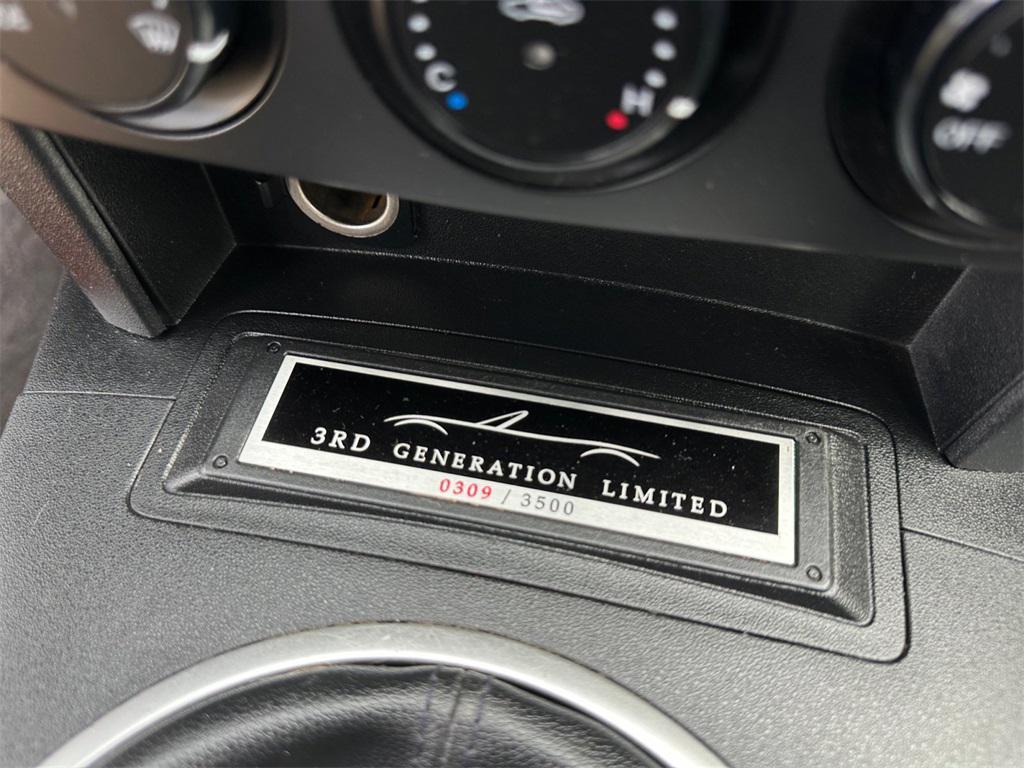 C
H
OFF
3RD GENERATION LIMITED
0309 / 3500